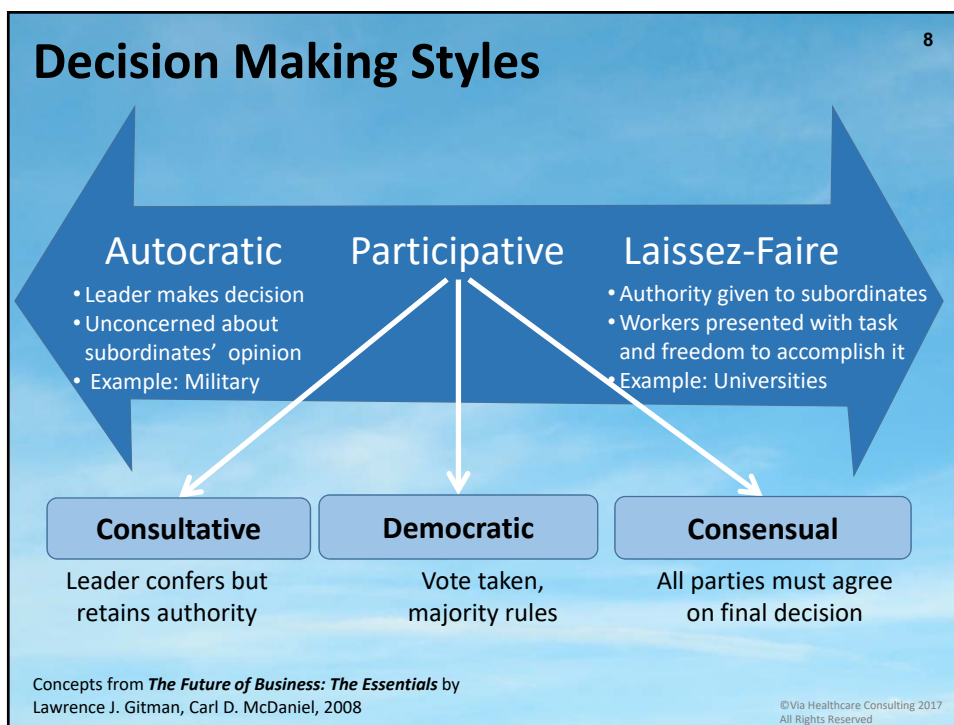 8
Decision Making Styles
Autocratic
• Leader makes decision
• Unconcerned about
subordinates’ opinion
• Example: Military
Participative
Laissez-Faire
• Authority given to subordinates
• Workers presented with task
and freedom to accomplish it
• Example: Universities
Consultative
Leader confers but
retains authority
Democratic
Vote taken,
majority rules
Consensual
All parties must agree
on final decision
Concepts from The Future of Business: The Essentials by
Lawrence J. Gitman, Carl D. McDaniel, 2008
©Via Healthcare Consulting 2017
All Rights Reserved